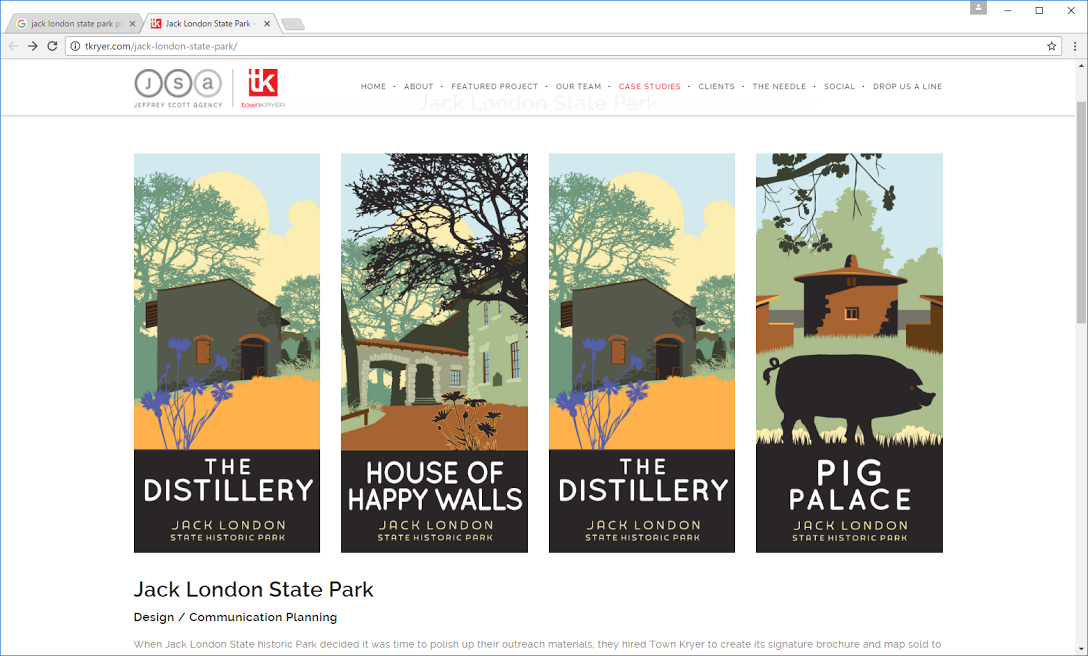 jack london state park p
Jack London State Park -
tkryer.com/jack-london-state-park/
jsa
JEFFREY SCOTT AGENCY
tk
townKRYER
HOME · ABOUT · FEATURED PROJECT · OUR TEAM · CASE STUDIES · CLIENTS · THE NEEDLE · SOCIAL · DROP US A LINE
Jack London State Park
THE
DISTILLERY
JACK LONDON
STATE HISTORIC PARK
HOUSE OF
HAPPY WALLS
JACK LONDON
STATE HISTORIC PARK
THE
DISTILLERY
JACK LONDON
STATE HISTORIC PARK
PIG
PALACE
JACK LONDON
STATE HISTORIC PARK
Jack London State Park
Design / Communication Planning
When Jack London State historic Park decided it was time to polish up their outreach materials, they hired Town Kryer to create its signature brochure and map sold to